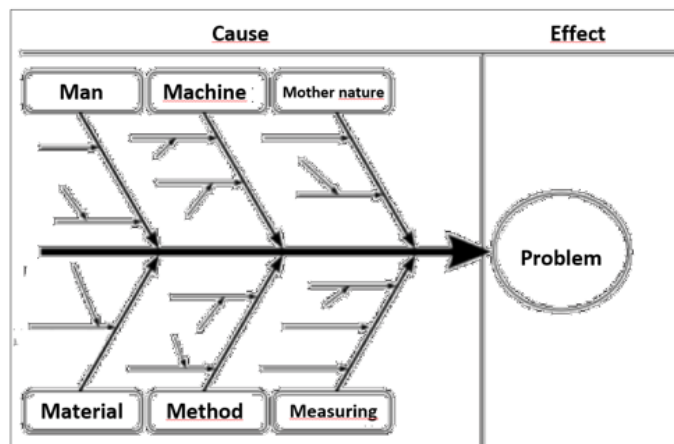 Cause
Effect
Man
Machine
Mother nature
Problem
Material
Method
Measuring